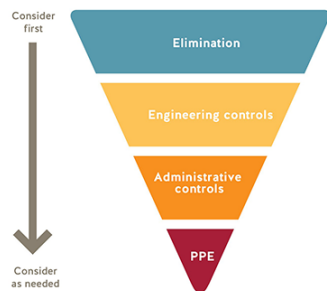 Consider
first
Elimination
Engineering controls
Administrative
controls
PPE
Consider
as needed